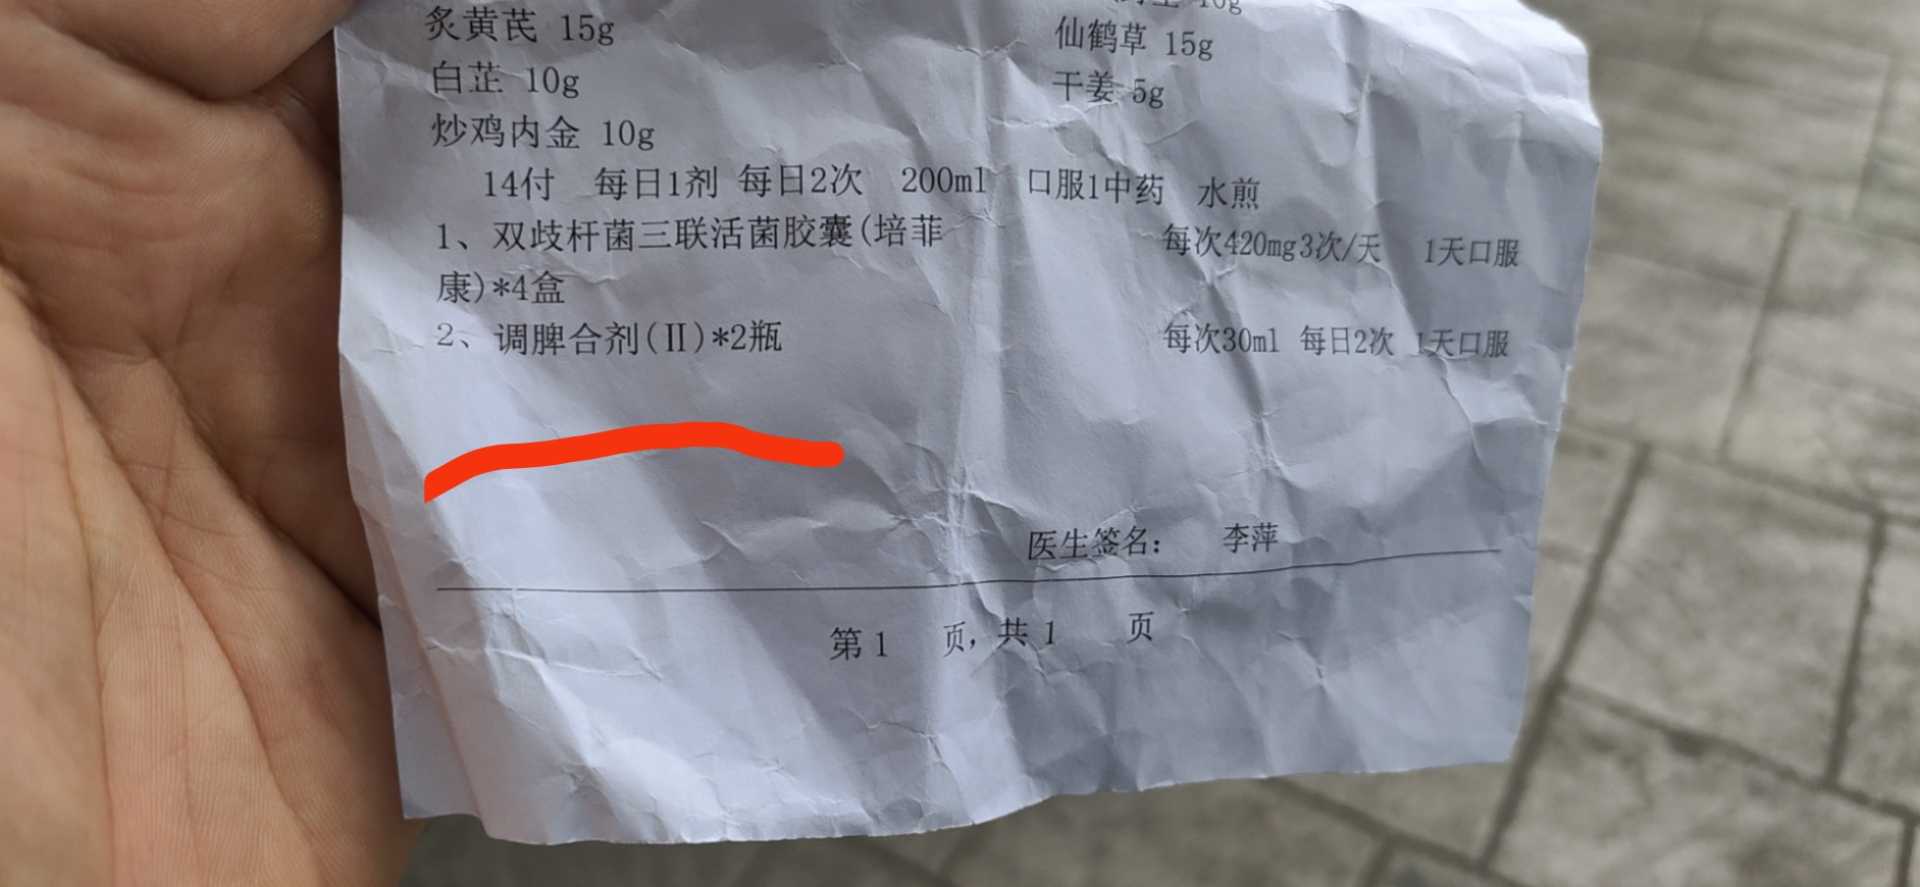 10g
炙黄芪 15g 仙鹤草 15g
白芷 10g 干姜 5g
炒鸡内金 10g
14付 每日1剂 每日2次 200ml 口服1中药 水煎
1、双歧杆菌三联活菌胶囊(培菲 每次420mg3次/天 1天口服
康)*4盒
2、调脾合剂(Ⅱ)*2瓶 每次30ml 每日2次 1天口服
医生签名： 李萍
第1 页，共1 页